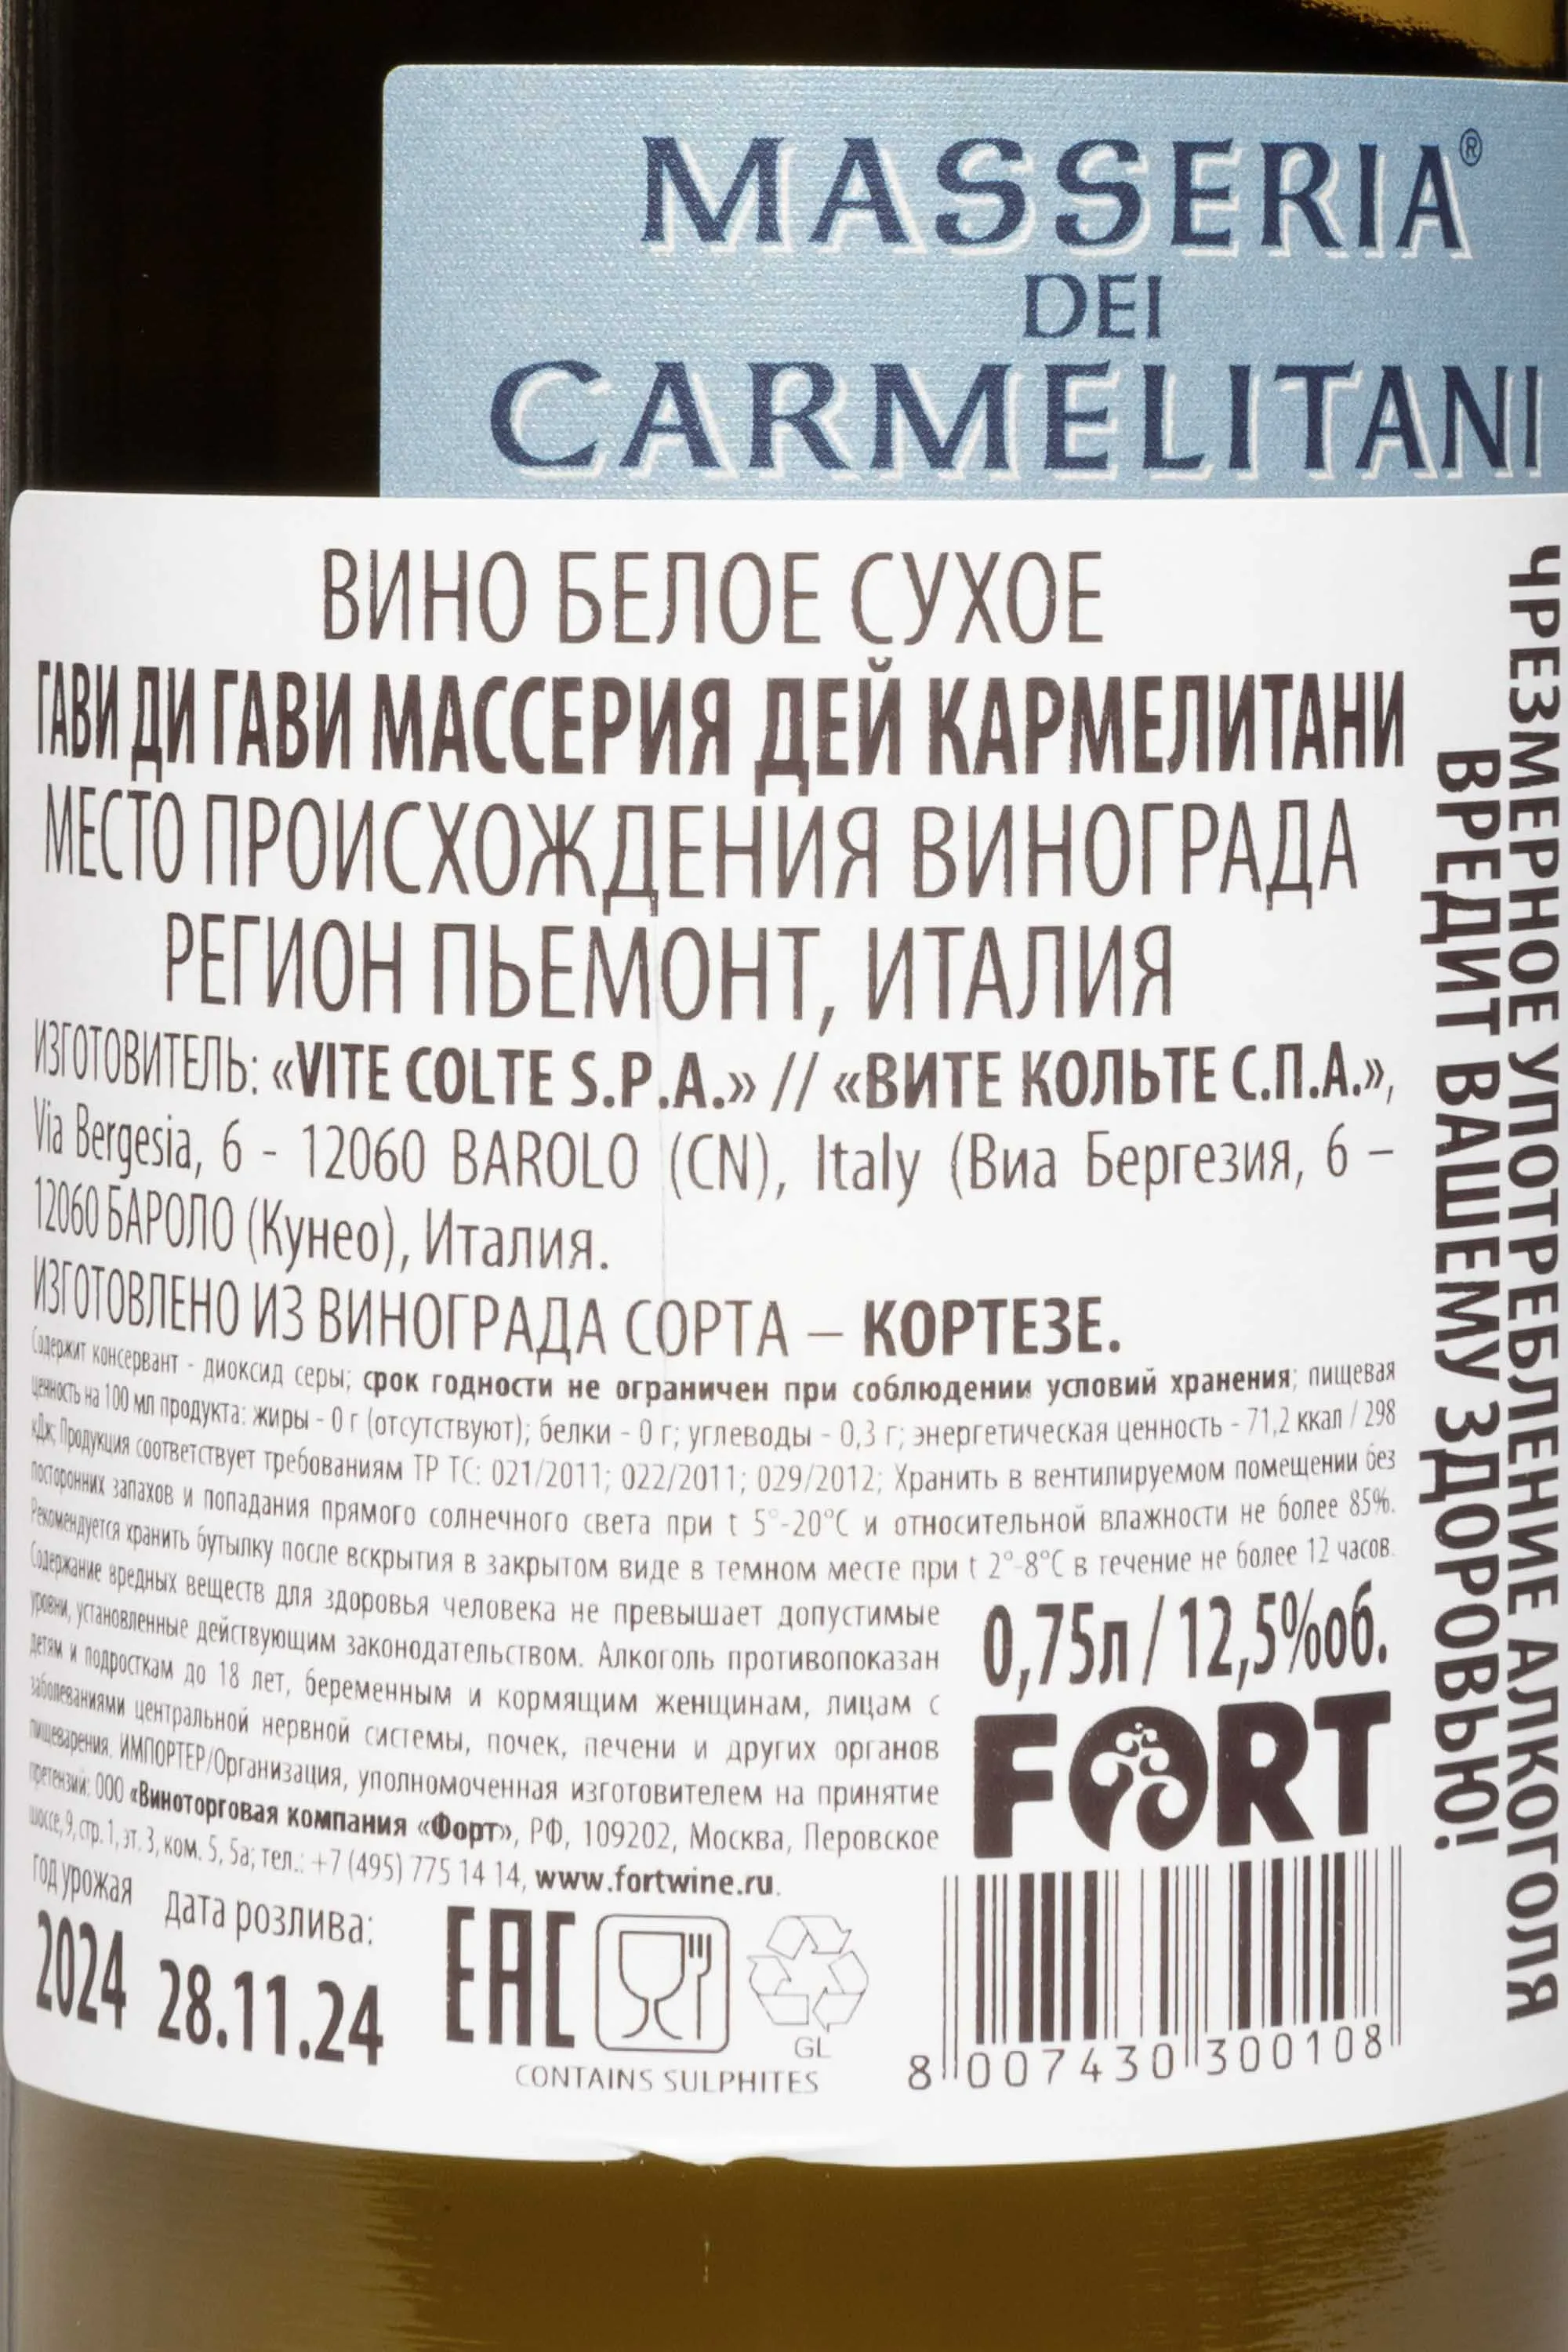 MASSERIA®
DEI
CARMELITANI
ВИНО БЕЛОЕ СУХОЕ
ГАВИ ДИ ГАВИ МАССЕРИЯ ДЕЙ КАРМЕЛИТАНИ
МЕСТО ПРОИСХОЖДЕНИЯ ВИНОГРАДА
РЕГИОН ПЬЕМОНТ, ИТАЛИЯ
ИЗГОТОВИТЕЛЬ: «VITE COLTE S.P.A.» // «ВИТЕ КОЛЬТЕ С.П.А.»,
Via Bergesia, 6 - 12060 BAROLO (CN), Italy (Виа Бергезия, 6 –
12060 БАРОЛО (Кунео), Италия.
ИЗГОТОВЛЕНО ИЗ ВИНОГРАДА СОРТА – КОРТЕЗЕ.
Содержит консервант - диоксид серы; срок годности не ограничен при соблюдении условий хранения; пищевая
ценность на 100 мл продукта: жиры - 0 г (отсутствуют); белки - 0 г; углеводы - 0,3 г; энергетическая ценность - 71,2 ккал / 298
кДж; Продукция соответствует требованиям ТР ТС: 021/2011; 022/2011; 029/2012; Хранить в вентилируемом помещении без
посторонних запахов и попадания прямого солнечного света при t 5°-20°C и относительной влажности не более 85%.
Рекомендуется хранить бутылку после вскрытия в закрытом виде в темном месте при t 2°-8°C в течение не более 12 часов.
Содержание вредных веществ для здоровья человека не превышает допустимые
уровни, установленные действующим законодательством. Алкоголь противопоказан
детям и подросткам до 18 лет, беременным и кормящим женщинам, лицам с
заболеваниями центральной нервной системы, почек, печени и других органов
пищеварения. ИМПОРТЕР/Организация, уполномоченная изготовителем на принятие
претензий: ООО «Виноторговая компания «Форт», РФ, 109202, Москва, Перовское
шоссе, 9, стр. 1, эт. 3, ком. 5, 5а; тел.: +7 (495) 775 14 14, www.fortwine.ru.
0,75л / 12,5%об.
FORT
год урожая
2024
дата розлива:
28.11.24
EAC
GL
CONTAINS SULPHITES
8 007430 300108
ЧРЕЗМЕРНОЕ УПОТРЕБЛЕНИЕ АЛКОГОЛЯ
ВРЕДИТ ВАШЕМУ ЗДОРОВЬЮ!